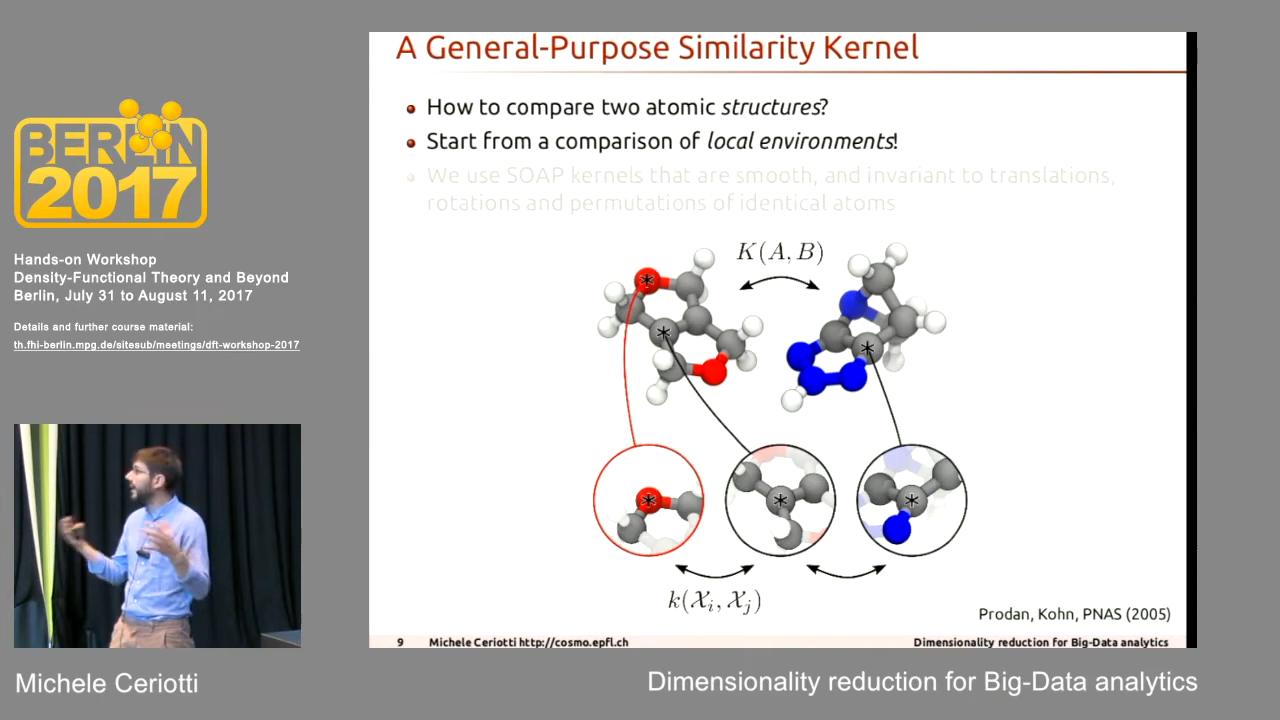 A General-Purpose Similarity Kernel
How to compare two atomic structures?
Start from a comparison of local environments!
We use SOAP kernels that are smooth, and invariant to translations,
rotations and permutations of identical atoms
K(A, B)
* * *
* * *
k(𝒳i, 𝒳j)
Prodan, Kohn, PNAS (2005)
9 Michele Ceriotti http://cosmo.epfl.ch Dimensionality reduction for Big-Data analytics
BERLIN
2017
Hands-on Workshop
Density-Functional Theory and Beyond
Berlin, July 31 to August 11, 2017
Details and further course material:
th.fhi-berlin.mpg.de/sitesub/meetings/dft-workshop-2017
Michele Ceriotti
Dimensionality reduction for Big-Data analytics